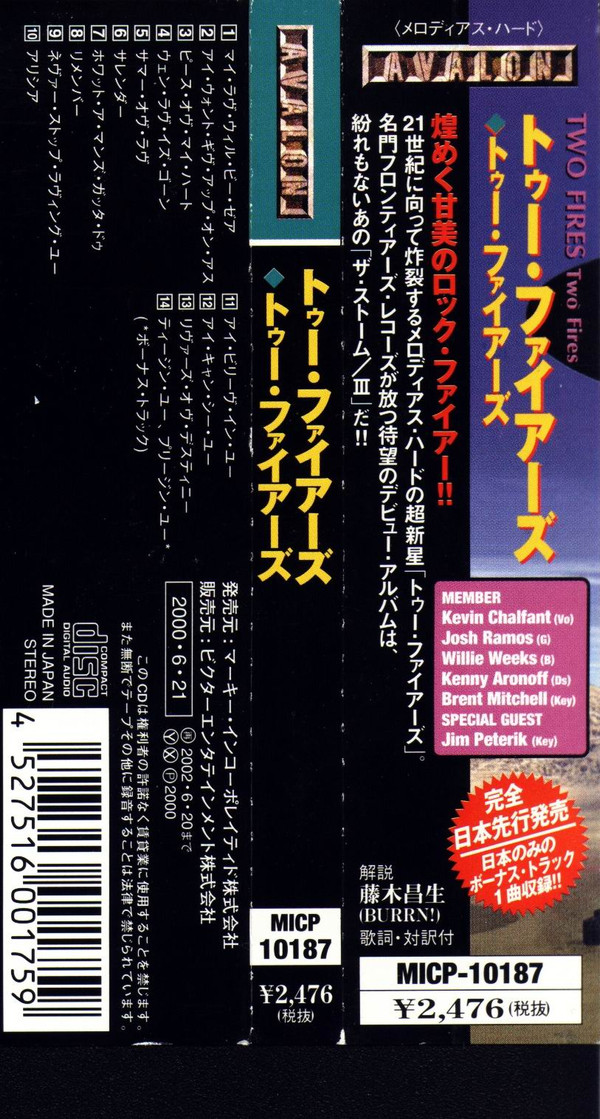 〈メロディアス・ハード〉
AVALON
TWO FIRES Two Fires
トゥー・ファイアーズ
◆トゥー・ファイアーズ
煌めく甘美のロック・ファイアー!!
21世紀に向って炸裂するメロディアス・ハードの超新星「トゥー・ファイアーズ」。
名門フロンティアーズ・レコーズが放つ待望のデビュー・アルバムは、
紛れもないあの「ザ・ストーム/III」だ!!
MEMBER
Kevin Chalfant (Vo)
Josh Ramos (G)
Willie Weeks (B)
Kenny Aronoff (Ds)
Brent Mitchell (Key)
SPECIAL GUEST
Jim Peterik (Key)
完全
日本先行発売
日本のみの
ボーナス・トラック
1曲収録!!
解説
藤木昌生
(BURRN!)
歌詞・対訳付
MICP-10187
¥2,476 (税抜)
AVALON
トゥー・ファイアーズ
◆トゥー・ファイアーズ
MICP
10187
¥2,476
(税抜)
1 マイ・ラヴ・ウィル・ビー・ゼア
2 アイ・ウォント・ギヴ・アップ・オン・アス
3 ピース・オヴ・マイ・ハート
4 ウェン・ラヴ・イズ・ゴーン
5 サマー・オヴ・ラヴ
6 サレンダー
7 ホワット・ア・マンズ・ガッタ・ドゥ
8 リメンバー
9 ネヴァー・ストップ・ラヴィング・ユー
10 アリシア
11 アイ・ビリーヴ・イン・ユー
12 アイ・キャン・シー・ユー
13 リヴァーズ・オヴ・デスティニー
14 ティージン・ユー、プリージン・ユー*
(*ボーナス・トラック)
発売元：マーキー・インコーポレイティド株式会社
販売元：ビクターエンタテインメント株式会社
2000・6・21
再 2002・6・20まで
YX Ⓟ2000
このCDは権利者の許諾なく賃貸業に使用することを禁じます。
また無断でテープその他に録音することは法律で禁じられています。
COMPACT
disc
DIGITAL AUDIO
MADE IN JAPAN
STEREO
4 527516 001759